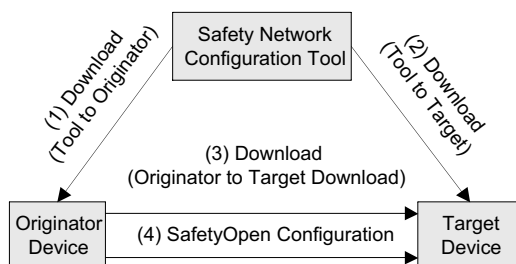 Safety Network
Configuration Tool
(1) Download
(Tool to Originator)
(2) Download
(Tool to Target)
(3) Download
(Originator to Target Download)
Originator
Device
(4) SafetyOpen Configuration
Target
Device